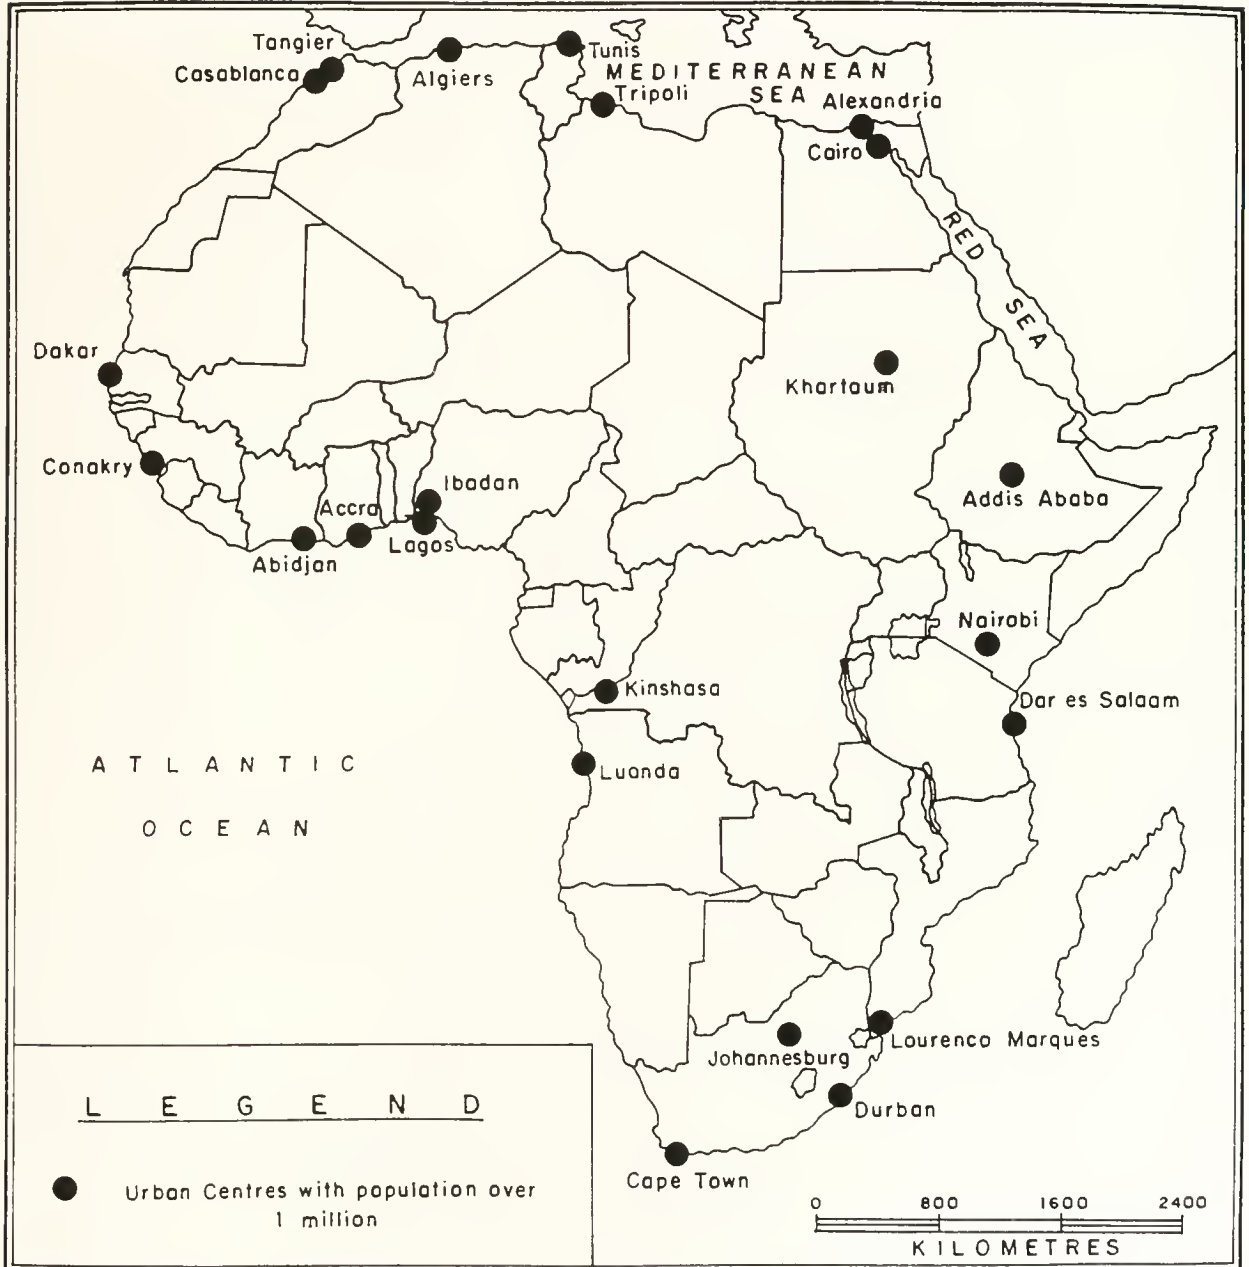 Tangier
Casablanca
Algiers
Tunis
MEDITERRANEAN
SEA
Tripoli
Alexandria
Cairo
RED SEA
Dakar
Khartaum
Conakry
Ibadan
Accra
Addis Ababa
Lagos
Abidjan
Nairobi
Kinshasa
Dar es Salaam
ATLANTIC
OCEAN
Luanda
Lourenco Marques
Johannesburg
Durban
Cape Town
LEGEND
Urban Centres with population over
1 million
0 800 1600 2400
KILOMETRES